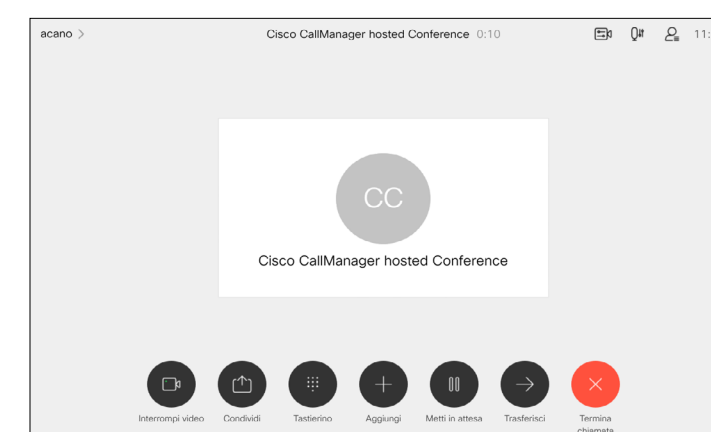 acano >
Cisco CallManager hosted Conference 0:10
11:
CC
Cisco CallManager hosted Conference
Interrompi video
Condividi
Tastierino
Aggiungi
Metti in attesa
Trasferisci
Termina
chiamata